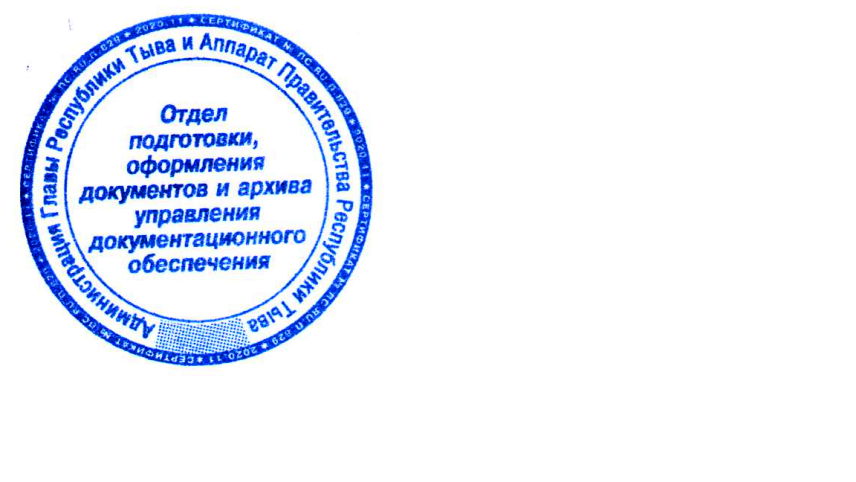 СЕРТИФИКАТ № ПС.RU.П.829 * 2020.11 * СЕРТИФИКАТ № ПС.RU.П.829 * 2020.11 * СЕРТИФИКАТ № ПС.RU.П.829 * 2020.11 * СЕРТИФИКАТ № ПС.RU.П.829 * 2020.11 *
Администрация Главы Республики Тыва и Аппарат Правительства Республики Тыва
Отдел
подготовки,
оформления
документов и архива
управления
документационного
обеспечения